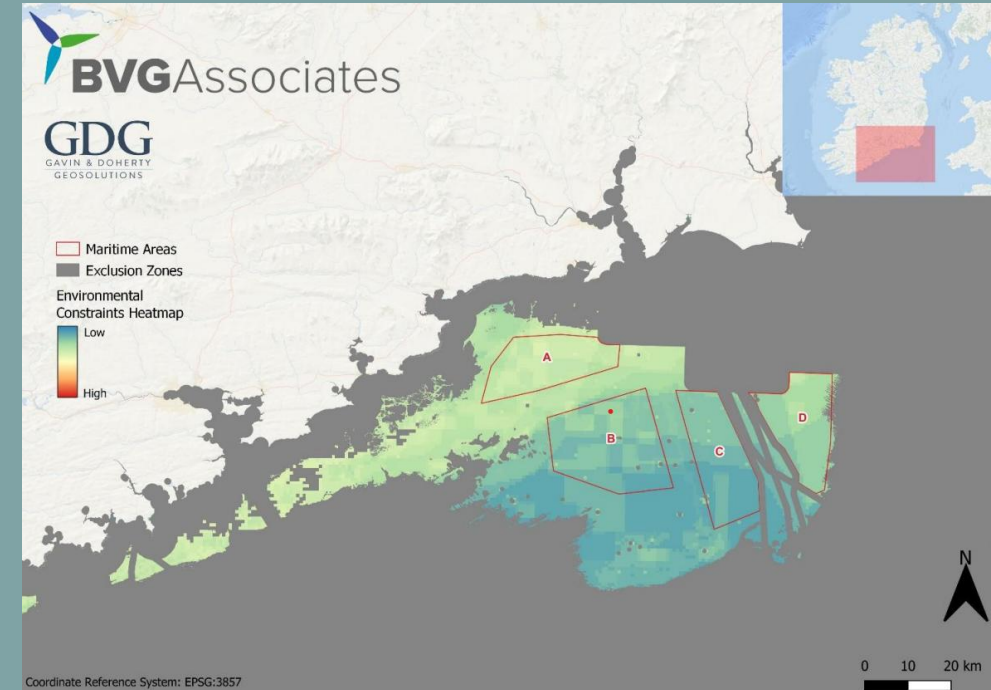 BVGAssociates
GDG
GAVIN & DOHERTY
GEOSOLUTIONS
Maritime Areas
Exclusion Zones
Environmental
Constraints Heatmap
Low
High
A
B
C
D
N
0 10 20 km
Coordinate Reference System: EPSG:3857